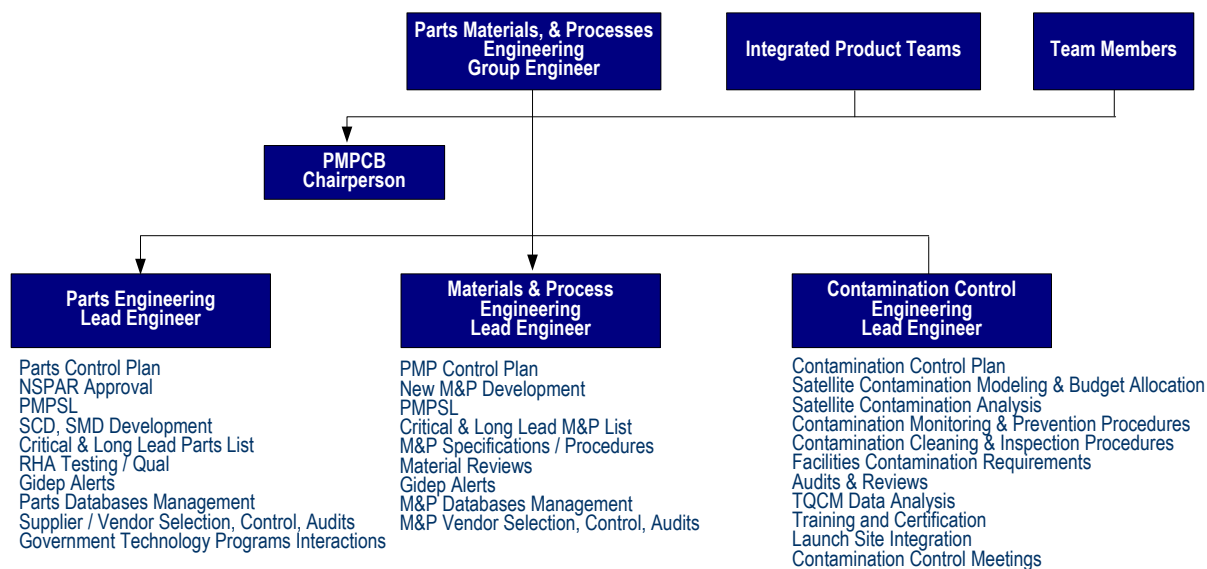 Parts Materials, & Processes
Engineering
Group Engineer
Integrated Product Teams
Team Members
PMPCB
Chairperson
Parts Engineering
Lead Engineer
Materials & Process
Engineering
Lead Engineer
Contamination Control
Engineering
Lead Engineer
Parts Control Plan
NSPAR Approval
PMPSL
SCD, SMD Development
Critical & Long Lead Parts List
RHA Testing / Qual
Gidep Alerts
Parts Databases Management
Supplier / Vendor Selection, Control, Audits
Government Technology Programs Interactions
PMP Control Plan
New M&P Development
PMPSL
Critical & Long Lead M&P List
M&P Specifications / Procedures
Material Reviews
Gidep Alerts
M&P Databases Management
M&P Vendor Selection, Control, Audits
Contamination Control Plan
Satellite Contamination Modeling & Budget Allocation
Satellite Contamination Analysis
Contamination Monitoring & Prevention Procedures
Contamination Cleaning & Inspection Procedures
Facilities Contamination Requirements
Audits & Reviews
TQCM Data Analysis
Training and Certification
Launch Site Integration
Contamination Control Meetings